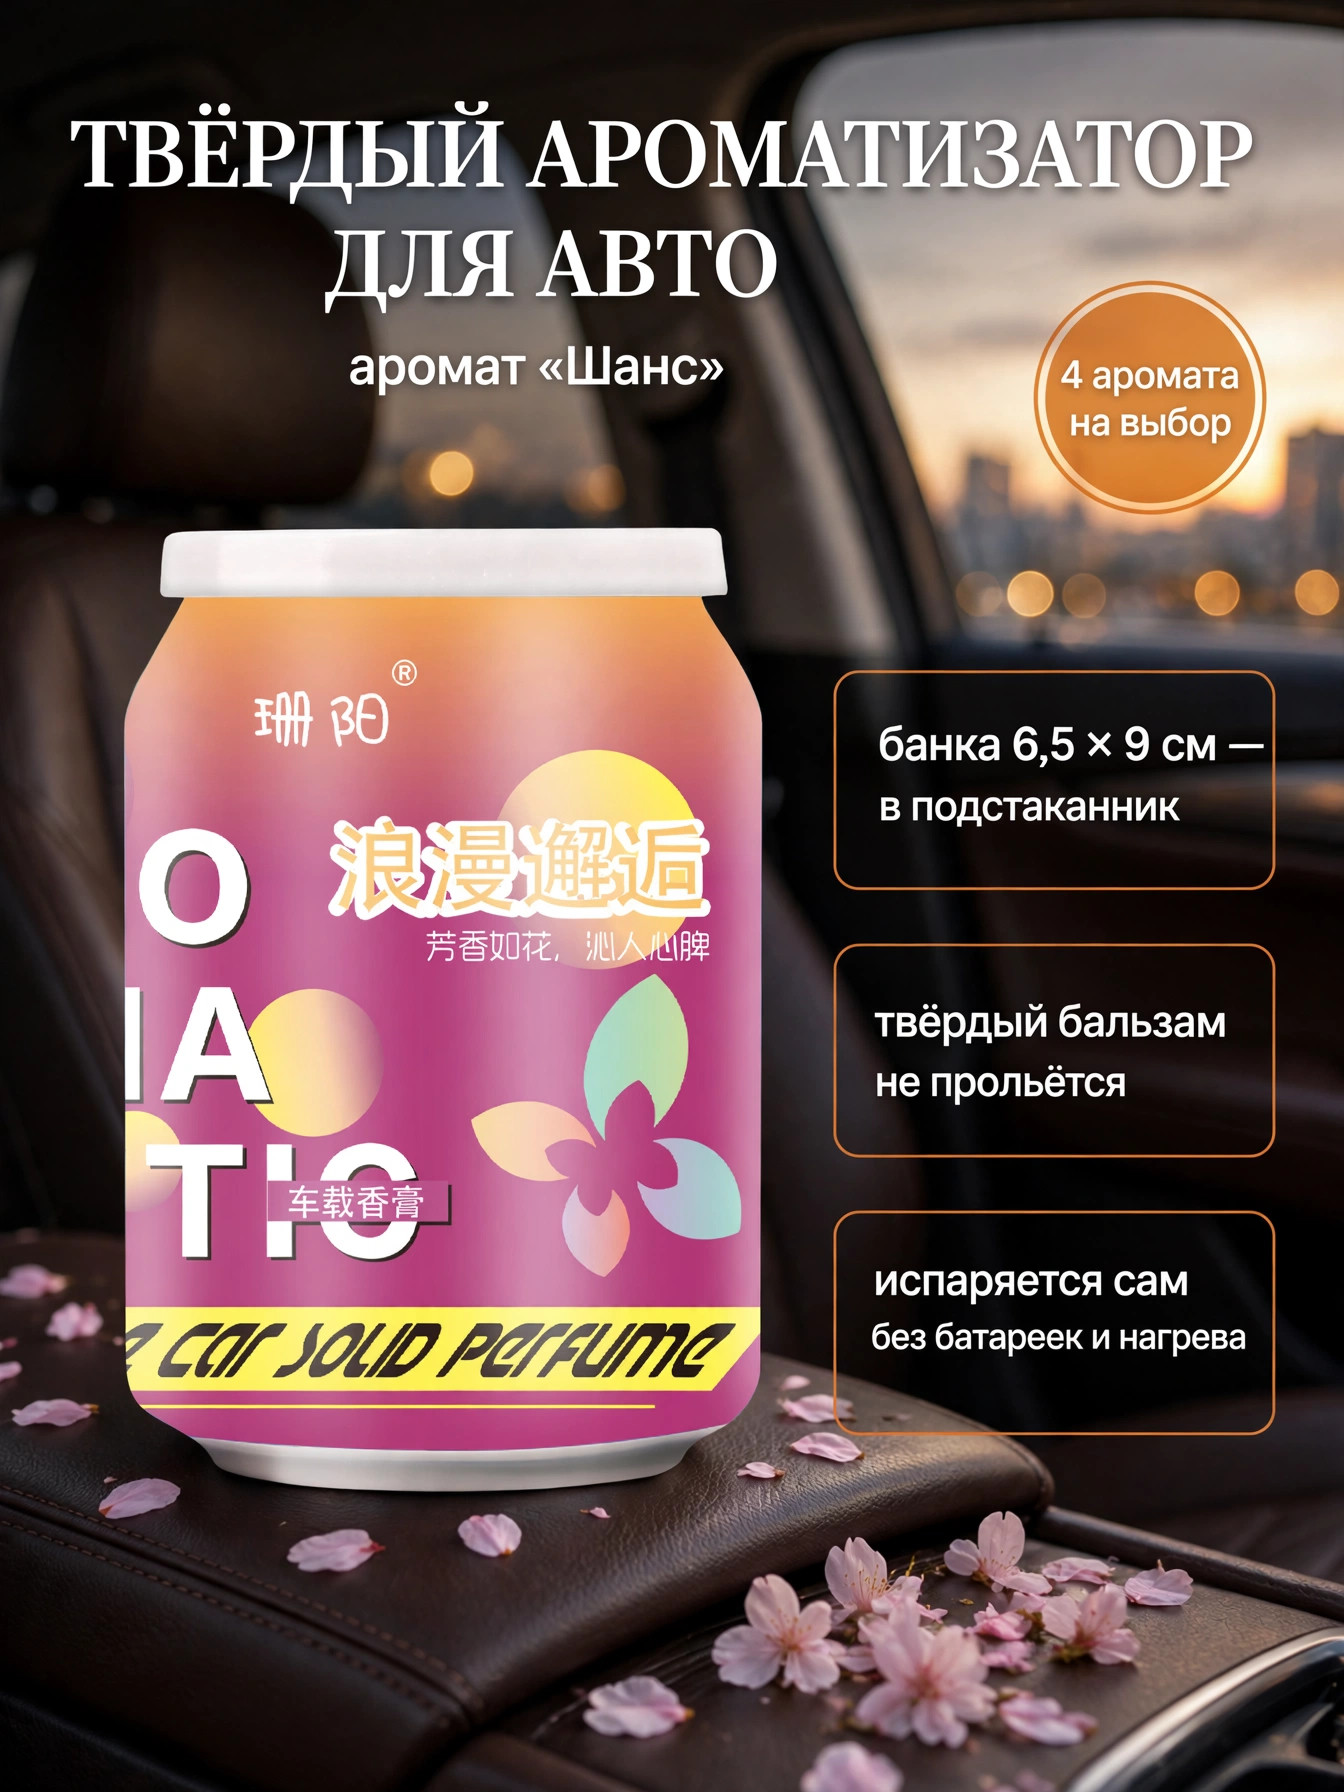 ТВЁРДЫЙ АРОМАТИЗАТОР
ДЛЯ АВТО
аромат «Шанс»
4 аромата
на выбор
珊阳®
浪漫邂逅
芳香如花, 沁人心脾
O
A
TIC
车载香膏
CAR SOLID PERFUME
банка 6,5 × 9 см —
в подстаканник
твёрдый бальзам
не прольётся
испаряется сам
без батареек и нагрева